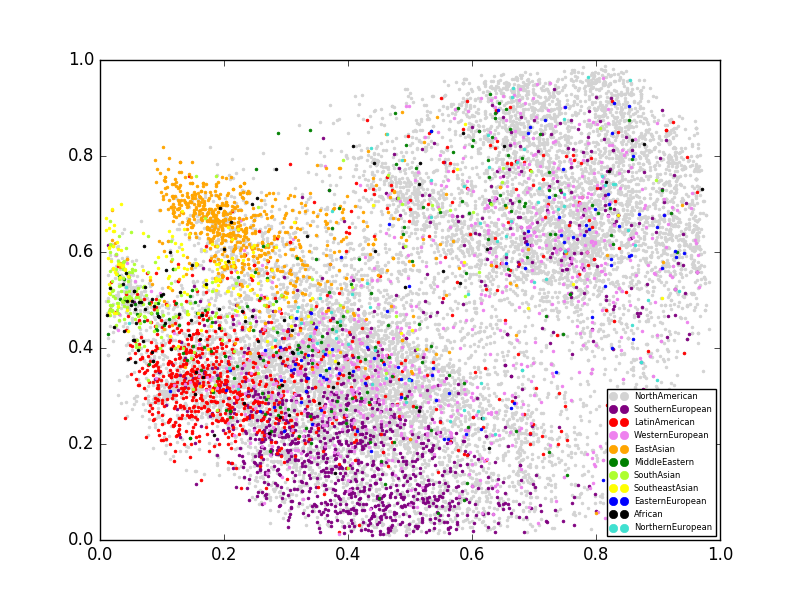 1.0
0.8
0.6
0.4
0.2
0.0
0.0
0.2
0.4
0.6
0.8
1.0
NorthAmerican
SouthernEuropean
LatinAmerican
WesternEuropean
EastAsian
MiddleEastern
SouthAsian
SoutheastAsian
EasternEuropean
African
NorthernEuropean